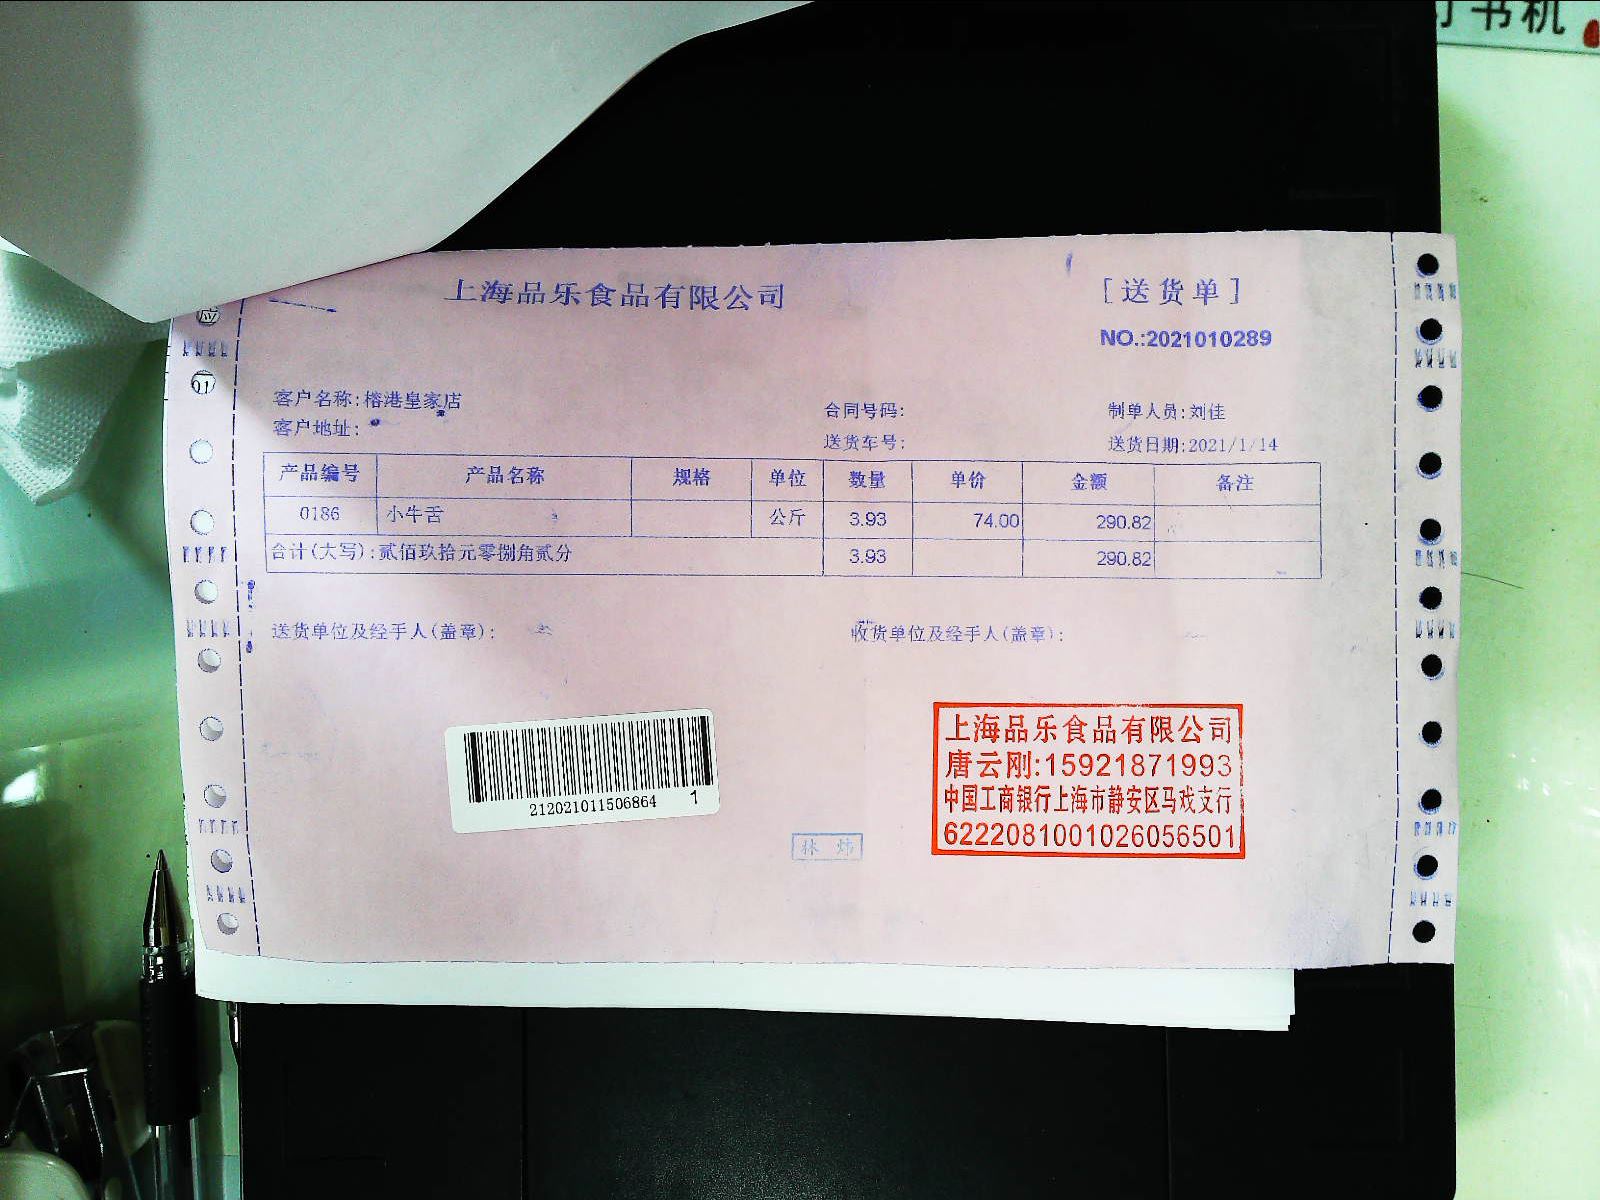 订书机
上海品乐食品有限公司
[送货单]
NO.:2021010289
应
01
客户名称:榕港皇家店
合同号码:
制单人员:刘佳
客户地址:
送货车号:
送货日期:2021/1/14
产品编号 产品名称 规格 单位 数量 单价 金额 备注
0186 小牛舌 公斤 3.93 74.00 290.82
合计(大写):贰佰玖拾元零捌角贰分 3.93 290.82
送货单位及经手人(盖章):
收货单位及经手人(盖章):
212021011506864 1
林炜
上海品乐食品有限公司
唐云刚:15921871993
中国工商银行上海市静安区马戏支行
6222081001026056501